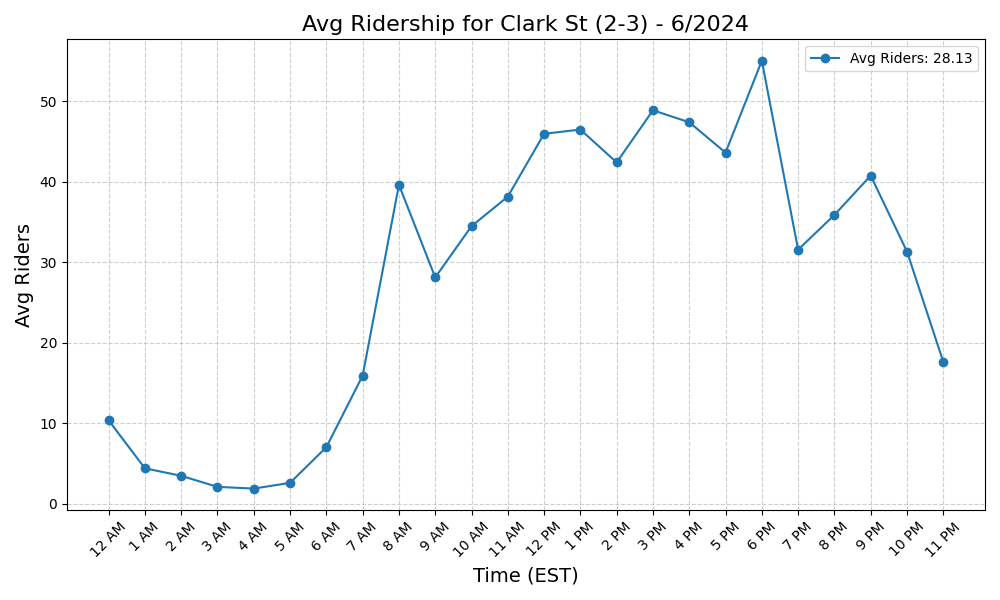 Avg Ridership for Clark St (2-3) - 6/2024
Avg Riders: 28.13
Avg Riders
50
40
30
20
10
0
12 AM
1 AM
2 AM
3 AM
4 AM
5 AM
6 AM
7 AM
8 AM
9 AM
10 AM
11 AM
12 PM
1 PM
2 PM
3 PM
4 PM
5 PM
6 PM
7 PM
8 PM
9 PM
10 PM
11 PM
Time (EST)